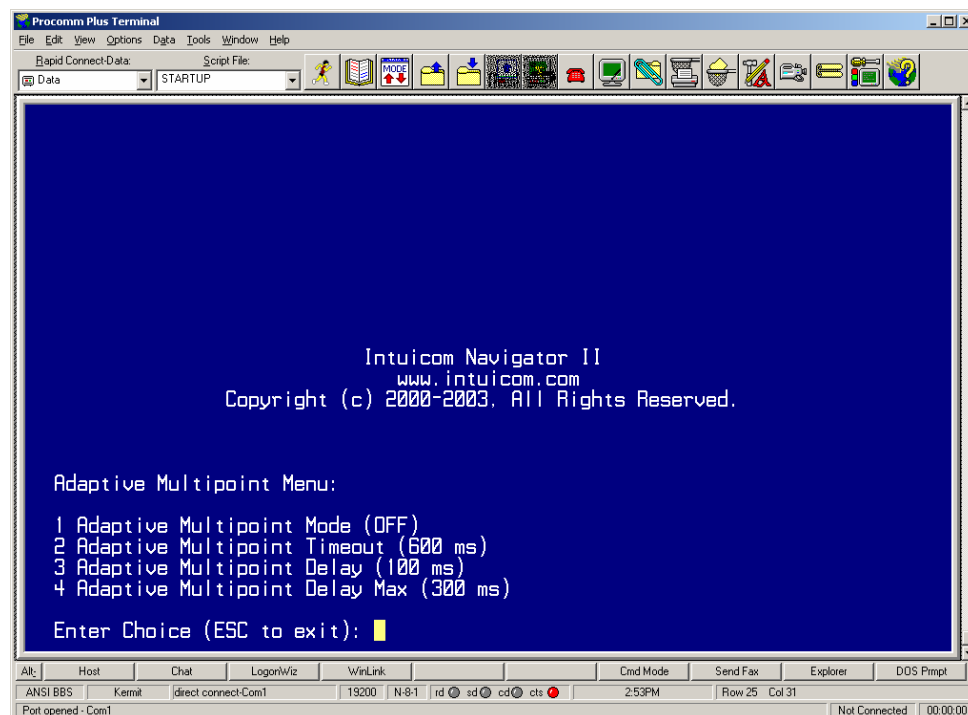 Procomm Plus Terminal
File Edit View Options Data Tools Window Help
Rapid Connect-Data: Script File:
Data STARTUP
MODE
Intuicom Navigator II
www.intuicom.com
Copyright (c) 2000-2003, All Rights Reserved.
Adaptive Multipoint Menu:
1 Adaptive Multipoint Mode (OFF)
2 Adaptive Multipoint Timeout (600 ms)
3 Adaptive Multipoint Delay (100 ms)
4 Adaptive Multipoint Delay Max (300 ms)
Enter Choice (ESC to exit):
Alt: Host Chat LogonWiz WinLink Cmd Mode Send Fax Explorer DOS Prmpt
ANSI BBS Kermit direct connect-Com1 19200 N-8-1 rd sd cd cts 2:53PM Row 25 Col 31
Port opened - Com1 Not Connected 00:00:00